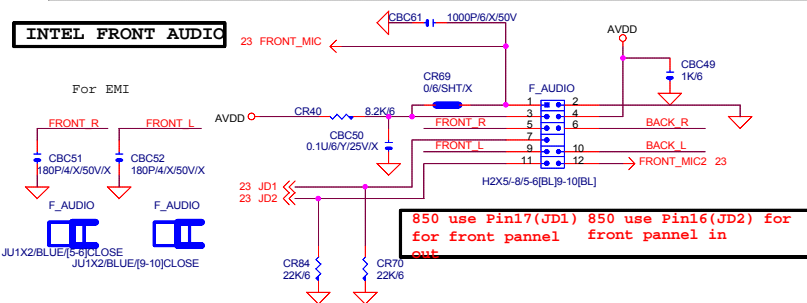 INTEL FRONT AUDIO
CBC61
1000P/6/X/50V
23 FRONT_MIC
AVDD
CBC49
1K/6
For EMI
CR69
0/6/SHT/X
F_AUDIO
AVDD
CR40
8.2K/6
1
2
3
4
FRONT_R
5
6
BACK_R
7
FRONT_L
9
10
BACK_L
11
12
FRONT_MIC2 23
FRONT_R
FRONT_L
CBC50
0.1U/6/Y/25V/X
CBC51
180P/4/X/50V/X
CBC52
180P/4/X/50V/X
H2X5/-8/5-6[BL]9-10[BL]
23 JD1
23 JD2
F_AUDIO
F_AUDIO
JU1X2/BLUE/[5-6]CLOSE
JU1X2/BLUE/[9-10]CLOSE
CR84
22K/6
CR70
22K/6
850 use Pin17(JD1)
for front pannel
out
850 use Pin16(JD2) for
front pannel in